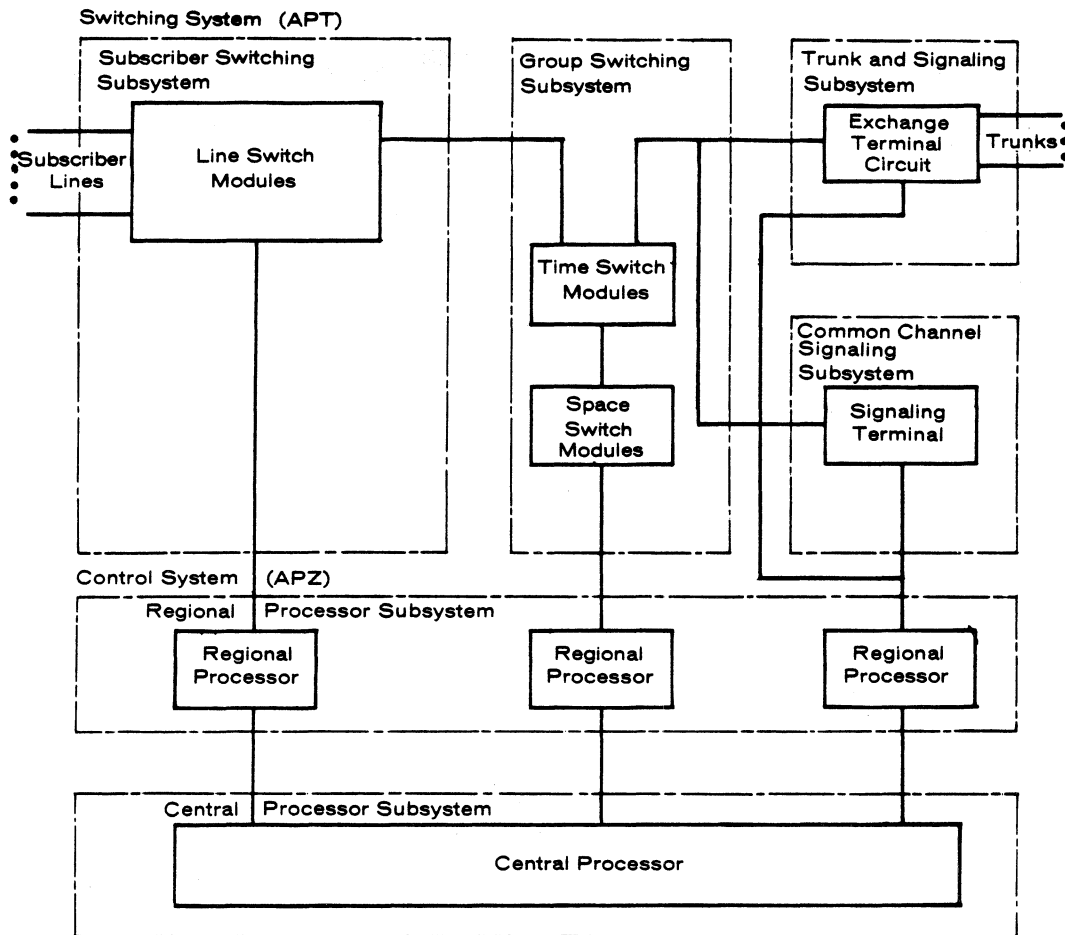 Switching System (APT)
Subscriber Switching
Subsystem
Line Switch
Modules
Subscriber
Lines
Group Switching
Subsystem
Time Switch
Modules
Space
Switch
Modules
Trunk and Signaling
Subsystem
Exchange
Terminal
Circuit
Trunks
Common Channel
Signaling
Subsystem
Signaling
Terminal
Control System (APZ)
Regional Processor Subsystem
Regional
Processor
Regional
Processor
Regional
Processor
Central Processor Subsystem
Central Processor